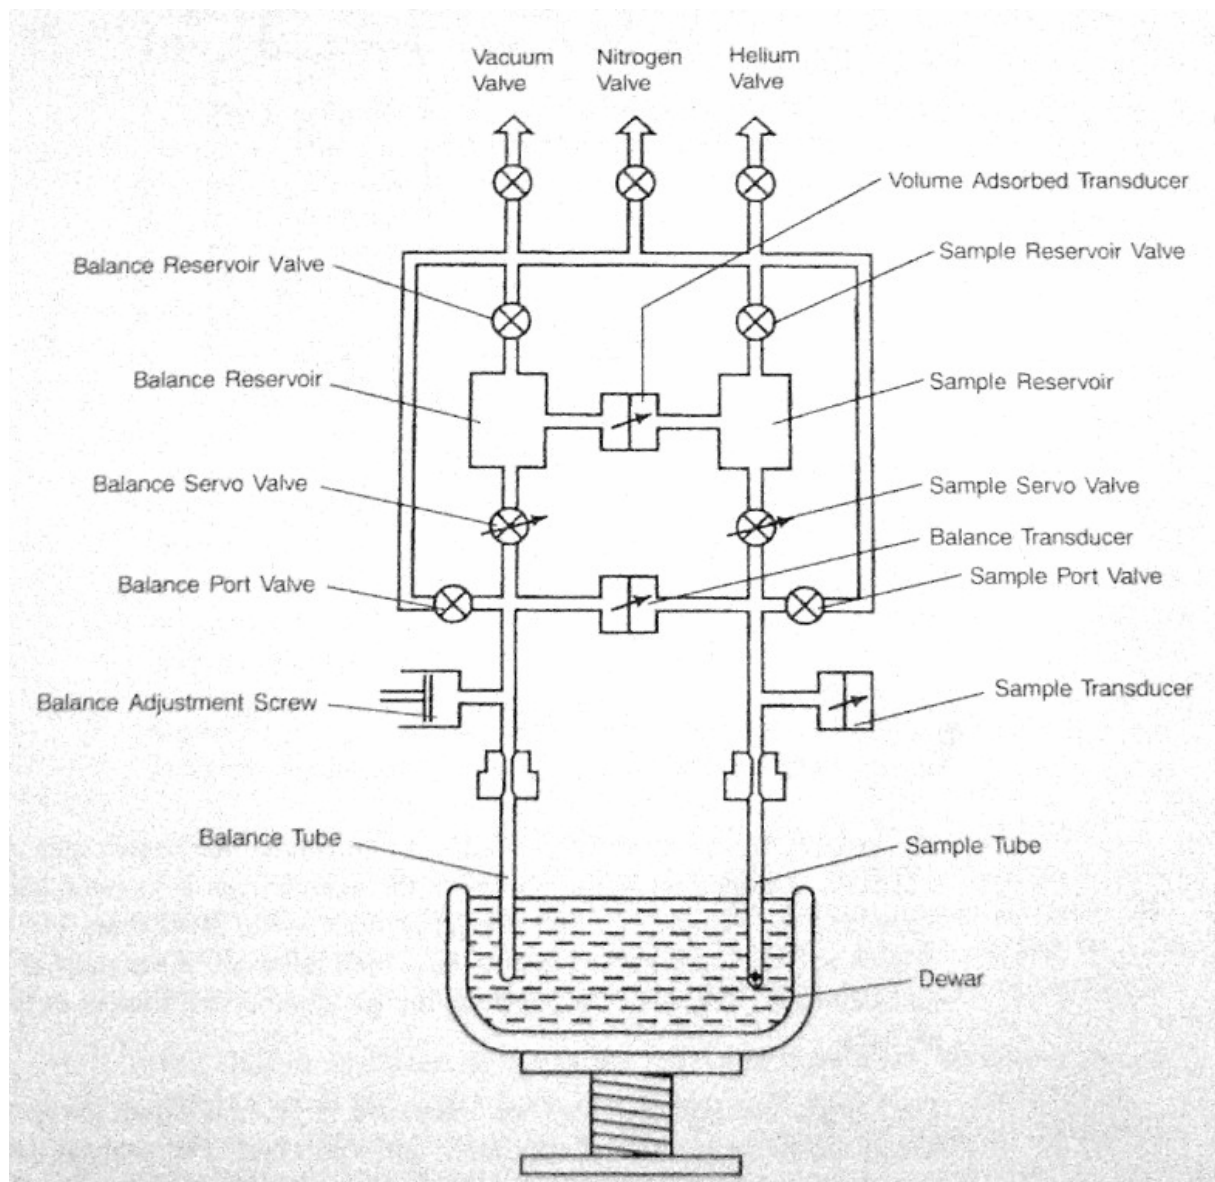 Vacuum
Valve
Nitrogen
Valve
Helium
Valve
Volume Adsorbed Transducer
Balance Reservoir Valve
Sample Reservoir Valve
Balance Reservoir
Sample Reservoir
Balance Servo Valve
Sample Servo Valve
Balance Transducer
Balance Port Valve
Sample Port Valve
Balance Adjustment Screw
Sample Transducer
Balance Tube
Sample Tube
Dewar